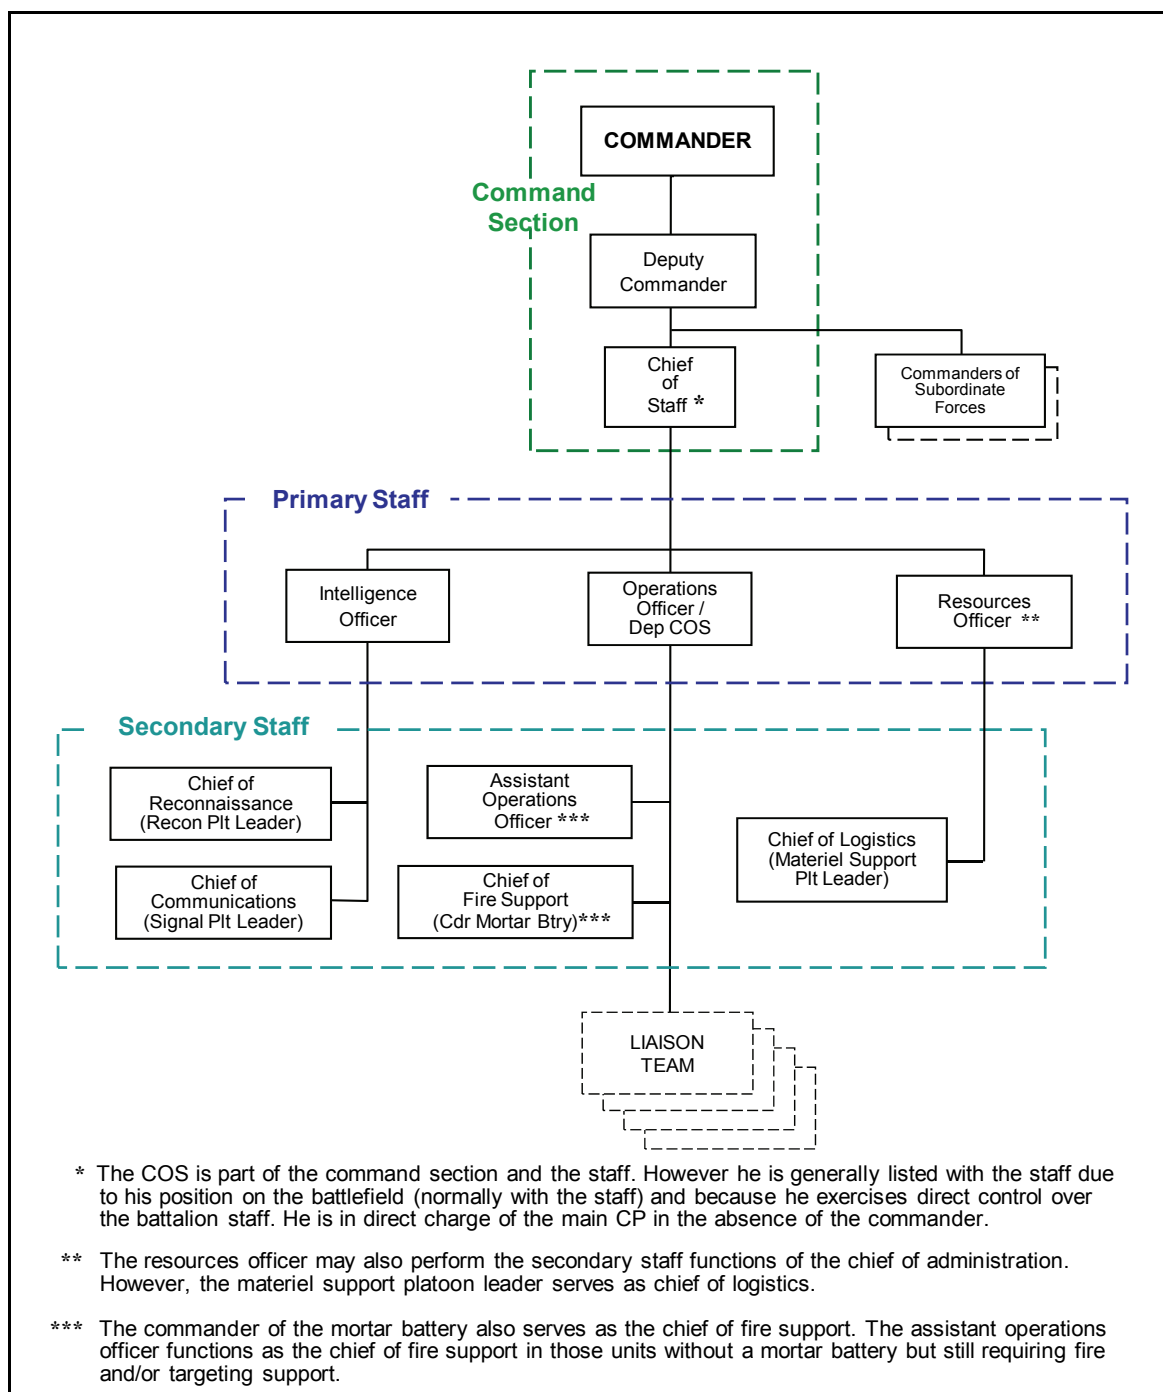 COMMANDER
Command
Section
Deputy
Commander
Chief
of
Staff *
Commanders of
Subordinate
Forces
Primary Staff
Intelligence
Officer
Operations
Officer /
Dep COS
Resources
Officer **
Secondary Staff
Chief of
Reconnaissance
(Recon Plt Leader)
Assistant
Operations
Officer ***
Chief of Logistics
(Materiel Support
Plt Leader)
Chief of
Communications
(Signal Plt Leader)
Chief of
Fire Support
(Cdr Mortar Btry)***
LIAISON
TEAM
* The COS is part of the command section and the staff. However he is generally listed with the staff due
to his position on the battlefield (normally with the staff) and because he exercises direct control over
the battalion staff. He is in direct charge of the main CP in the absence of the commander.
** The resources officer may also perform the secondary staff functions of the chief of administration.
However, the materiel support platoon leader serves as chief of logistics.
*** The commander of the mortar battery also serves as the chief of fire support. The assistant operations
officer functions as the chief of fire support in those units without a mortar battery but still requiring fire
and/or targeting support.